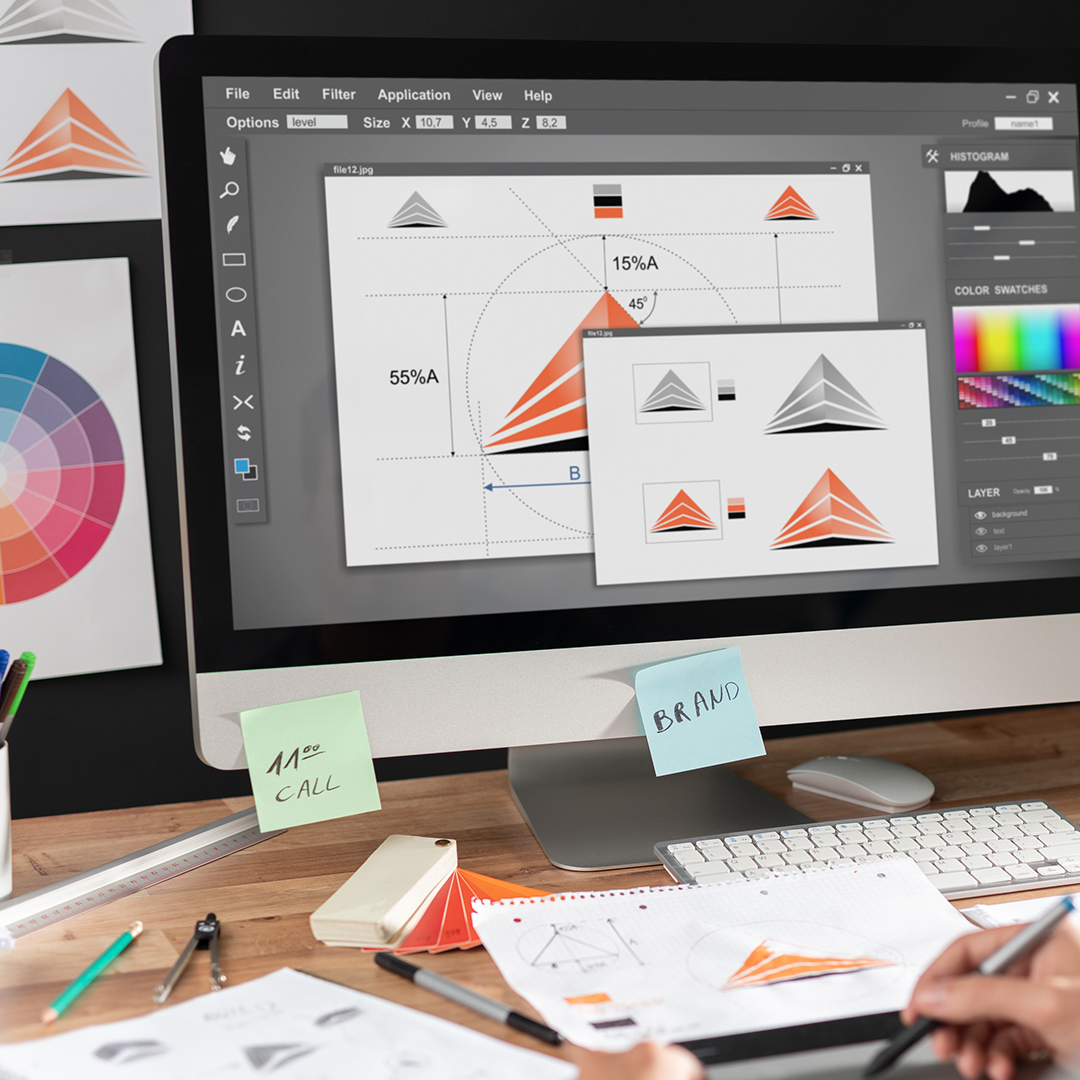 File Edit Filter Application View Help
Options level Size X 10,7 Y 4,5 Z 8,2 Profile name1
file12.jpg
HISTOGRAM
15%A
45°
55%A
B
COLOR SWATCHES
file12.jpg
A
i
LAYER Opacity 100 %
background
text
layer1
11⁰⁰
CALL
BRAND